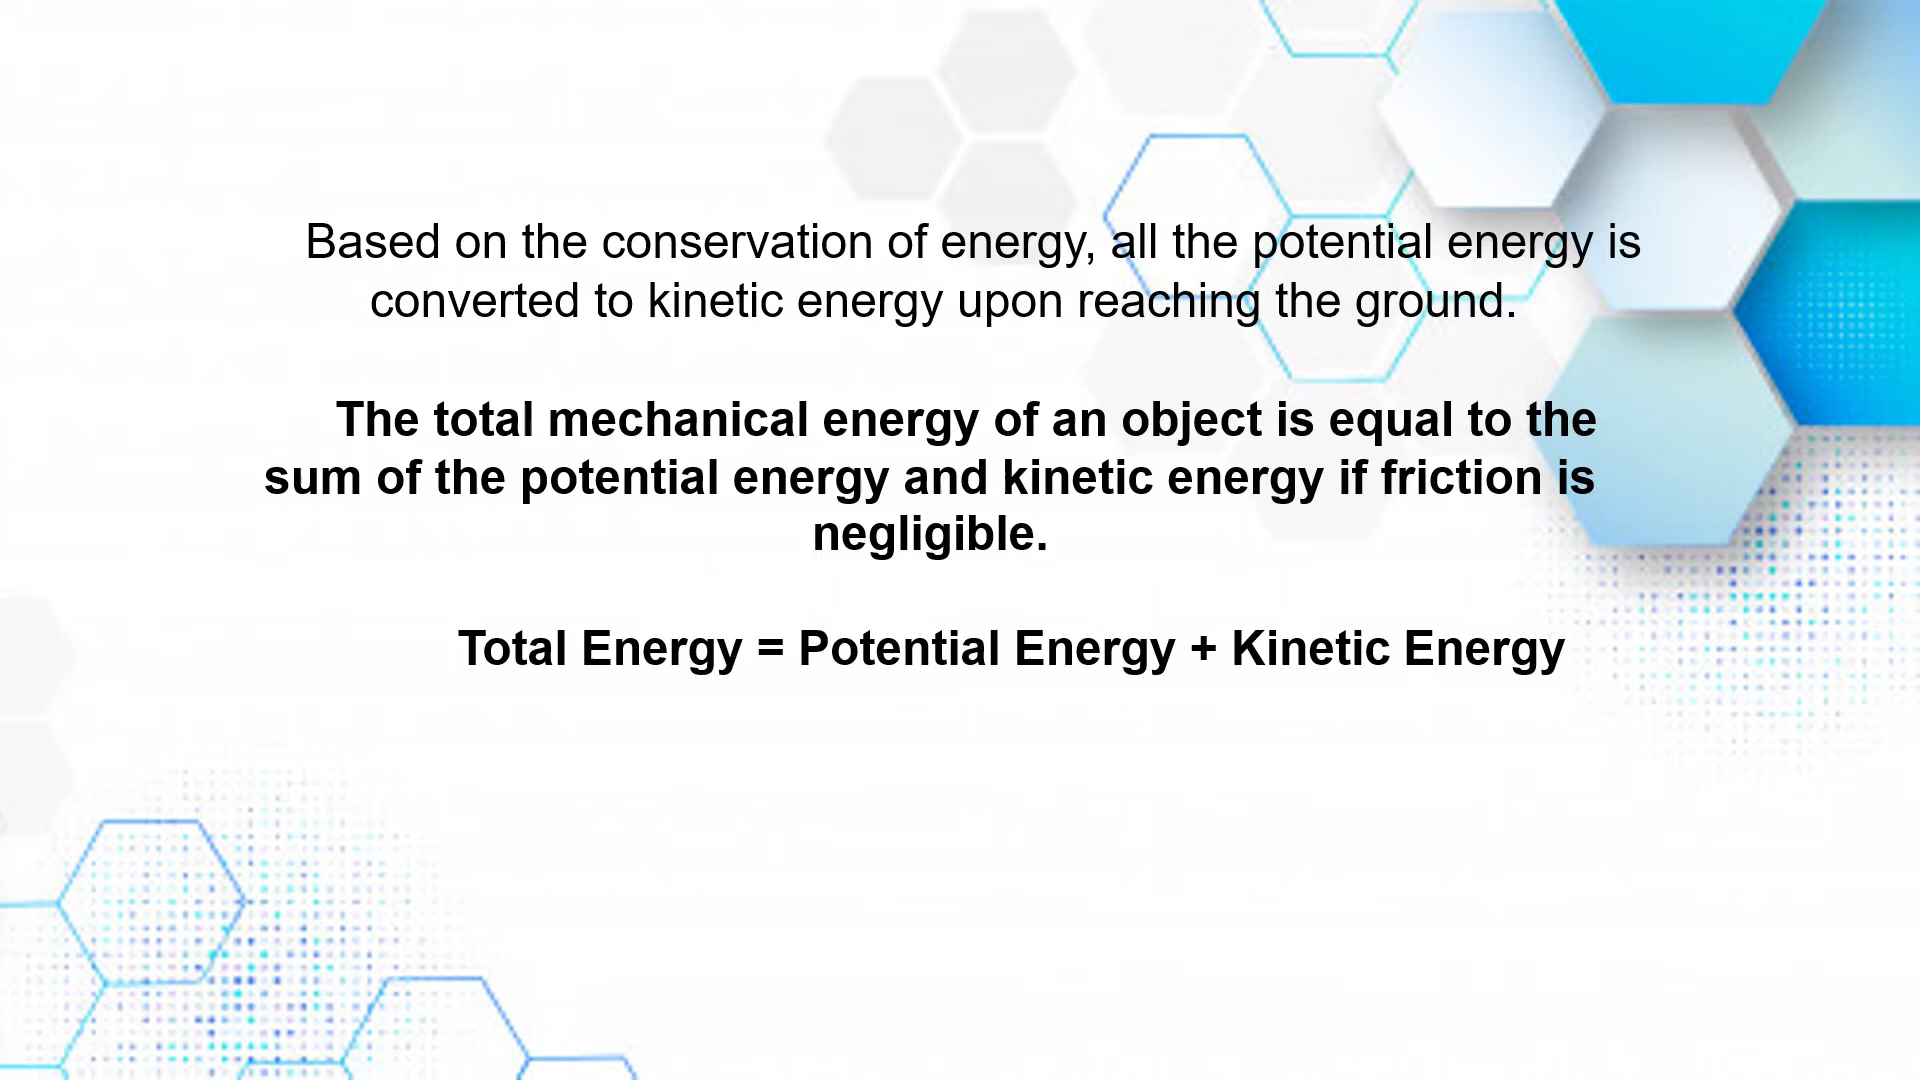 Based on the conservation of energy, all the potential energy is
converted to kinetic energy upon reaching the ground.
The total mechanical energy of an object is equal to the
sum of the potential energy and kinetic energy if friction is
negligible.
Total Energy = Potential Energy + Kinetic Energy